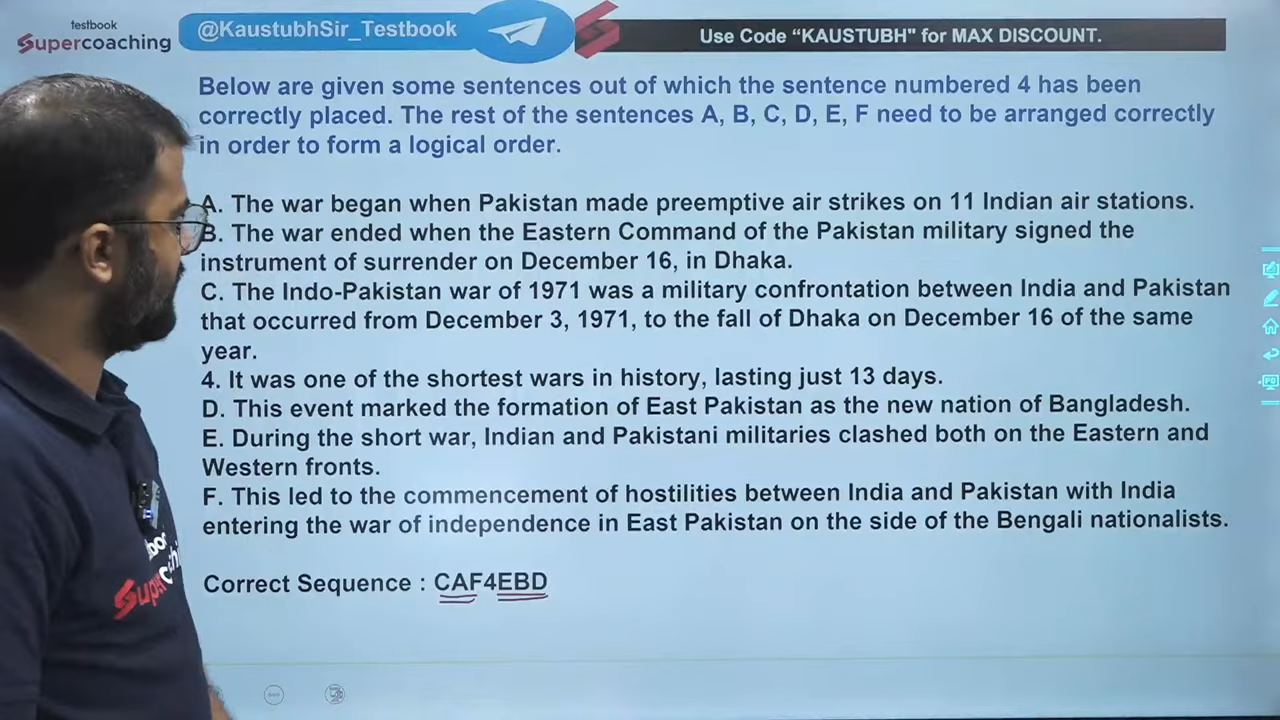 testbook
Supercoaching
@KaustubhSir_Testbook
Use Code “KAUSTUBH" for MAX DISCOUNT.
Below are given some sentences out of which the sentence numbered 4 has been
correctly placed. The rest of the sentences A, B, C, D, E, F need to be arranged correctly
in order to form a logical order.
A. The war began when Pakistan made preemptive air strikes on 11 Indian air stations.
B. The war ended when the Eastern Command of the Pakistan military signed the
instrument of surrender on December 16, in Dhaka.
C. The Indo-Pakistan war of 1971 was a military confrontation between India and Pakistan
that occurred from December 3, 1971, to the fall of Dhaka on December 16 of the same
year.
4. It was one of the shortest wars in history, lasting just 13 days.
D. This event marked the formation of East Pakistan as the new nation of Bangladesh.
E. During the short war, Indian and Pakistani militaries clashed both on the Eastern and
Western fronts.
F. This led to the commencement of hostilities between India and Pakistan with India
entering the war of independence in East Pakistan on the side of the Bengali nationalists.
Correct Sequence : CAF4EBD